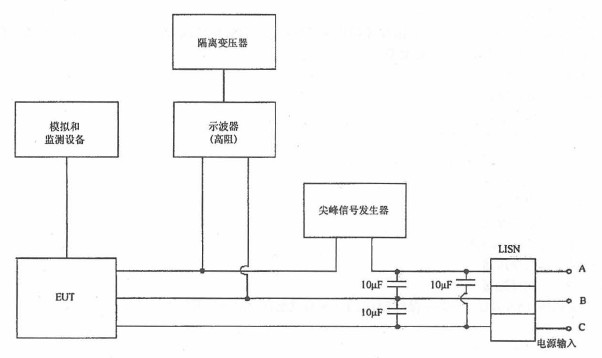 隔离变压器
模拟和
监测设备
示波器
(高阻)
尖峰信号发生器
LISN
A
EUT
10μF
10μF
B
10μF
C
电源输入